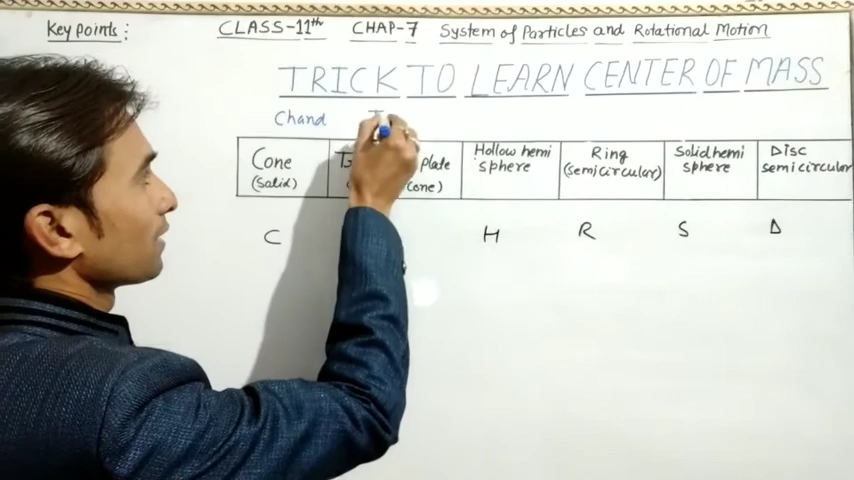 Key Points: CLASS-11th CHAP-7 System of Particles and Rotational Motion
TRICK TO LEARN CENTER OF MASS
Chand
Cone plate Hollow hemi Ring Solid hemi Disc
(Solid) cone) sphere (semicircular) sphere semicircular
C H R S D